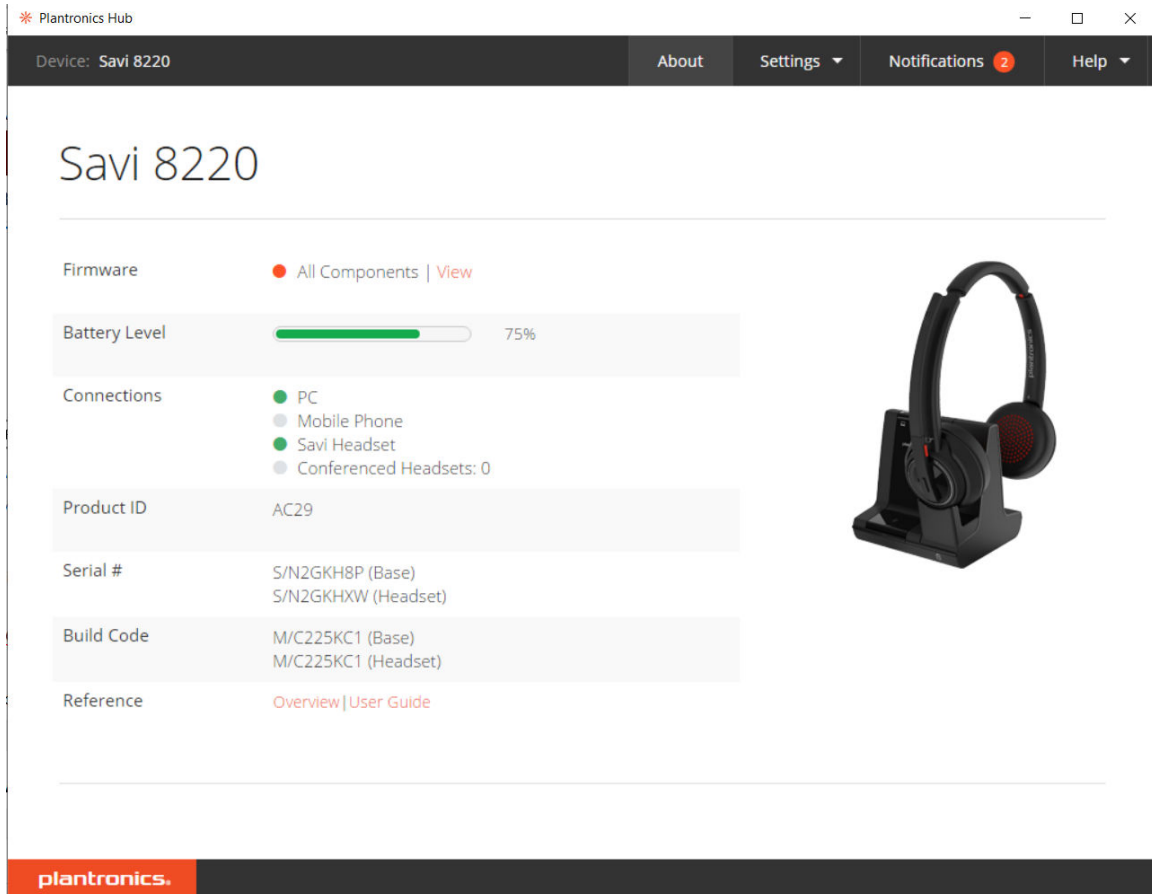 Plantronics Hub
Device: Savi 8220 About Settings Notifications 2 Help
Savi 8220
Firmware All Components | View
Battery Level 75%
Connections PC
Mobile Phone
Savi Headset
Conferenced Headsets: 0
Product ID AC29
Serial # S/N2GKH8P (Base)
S/N2GKHXW (Headset)
Build Code M/C225KC1 (Base)
M/C225KC1 (Headset)
Reference Overview|User Guide
plantronics
plantronics.